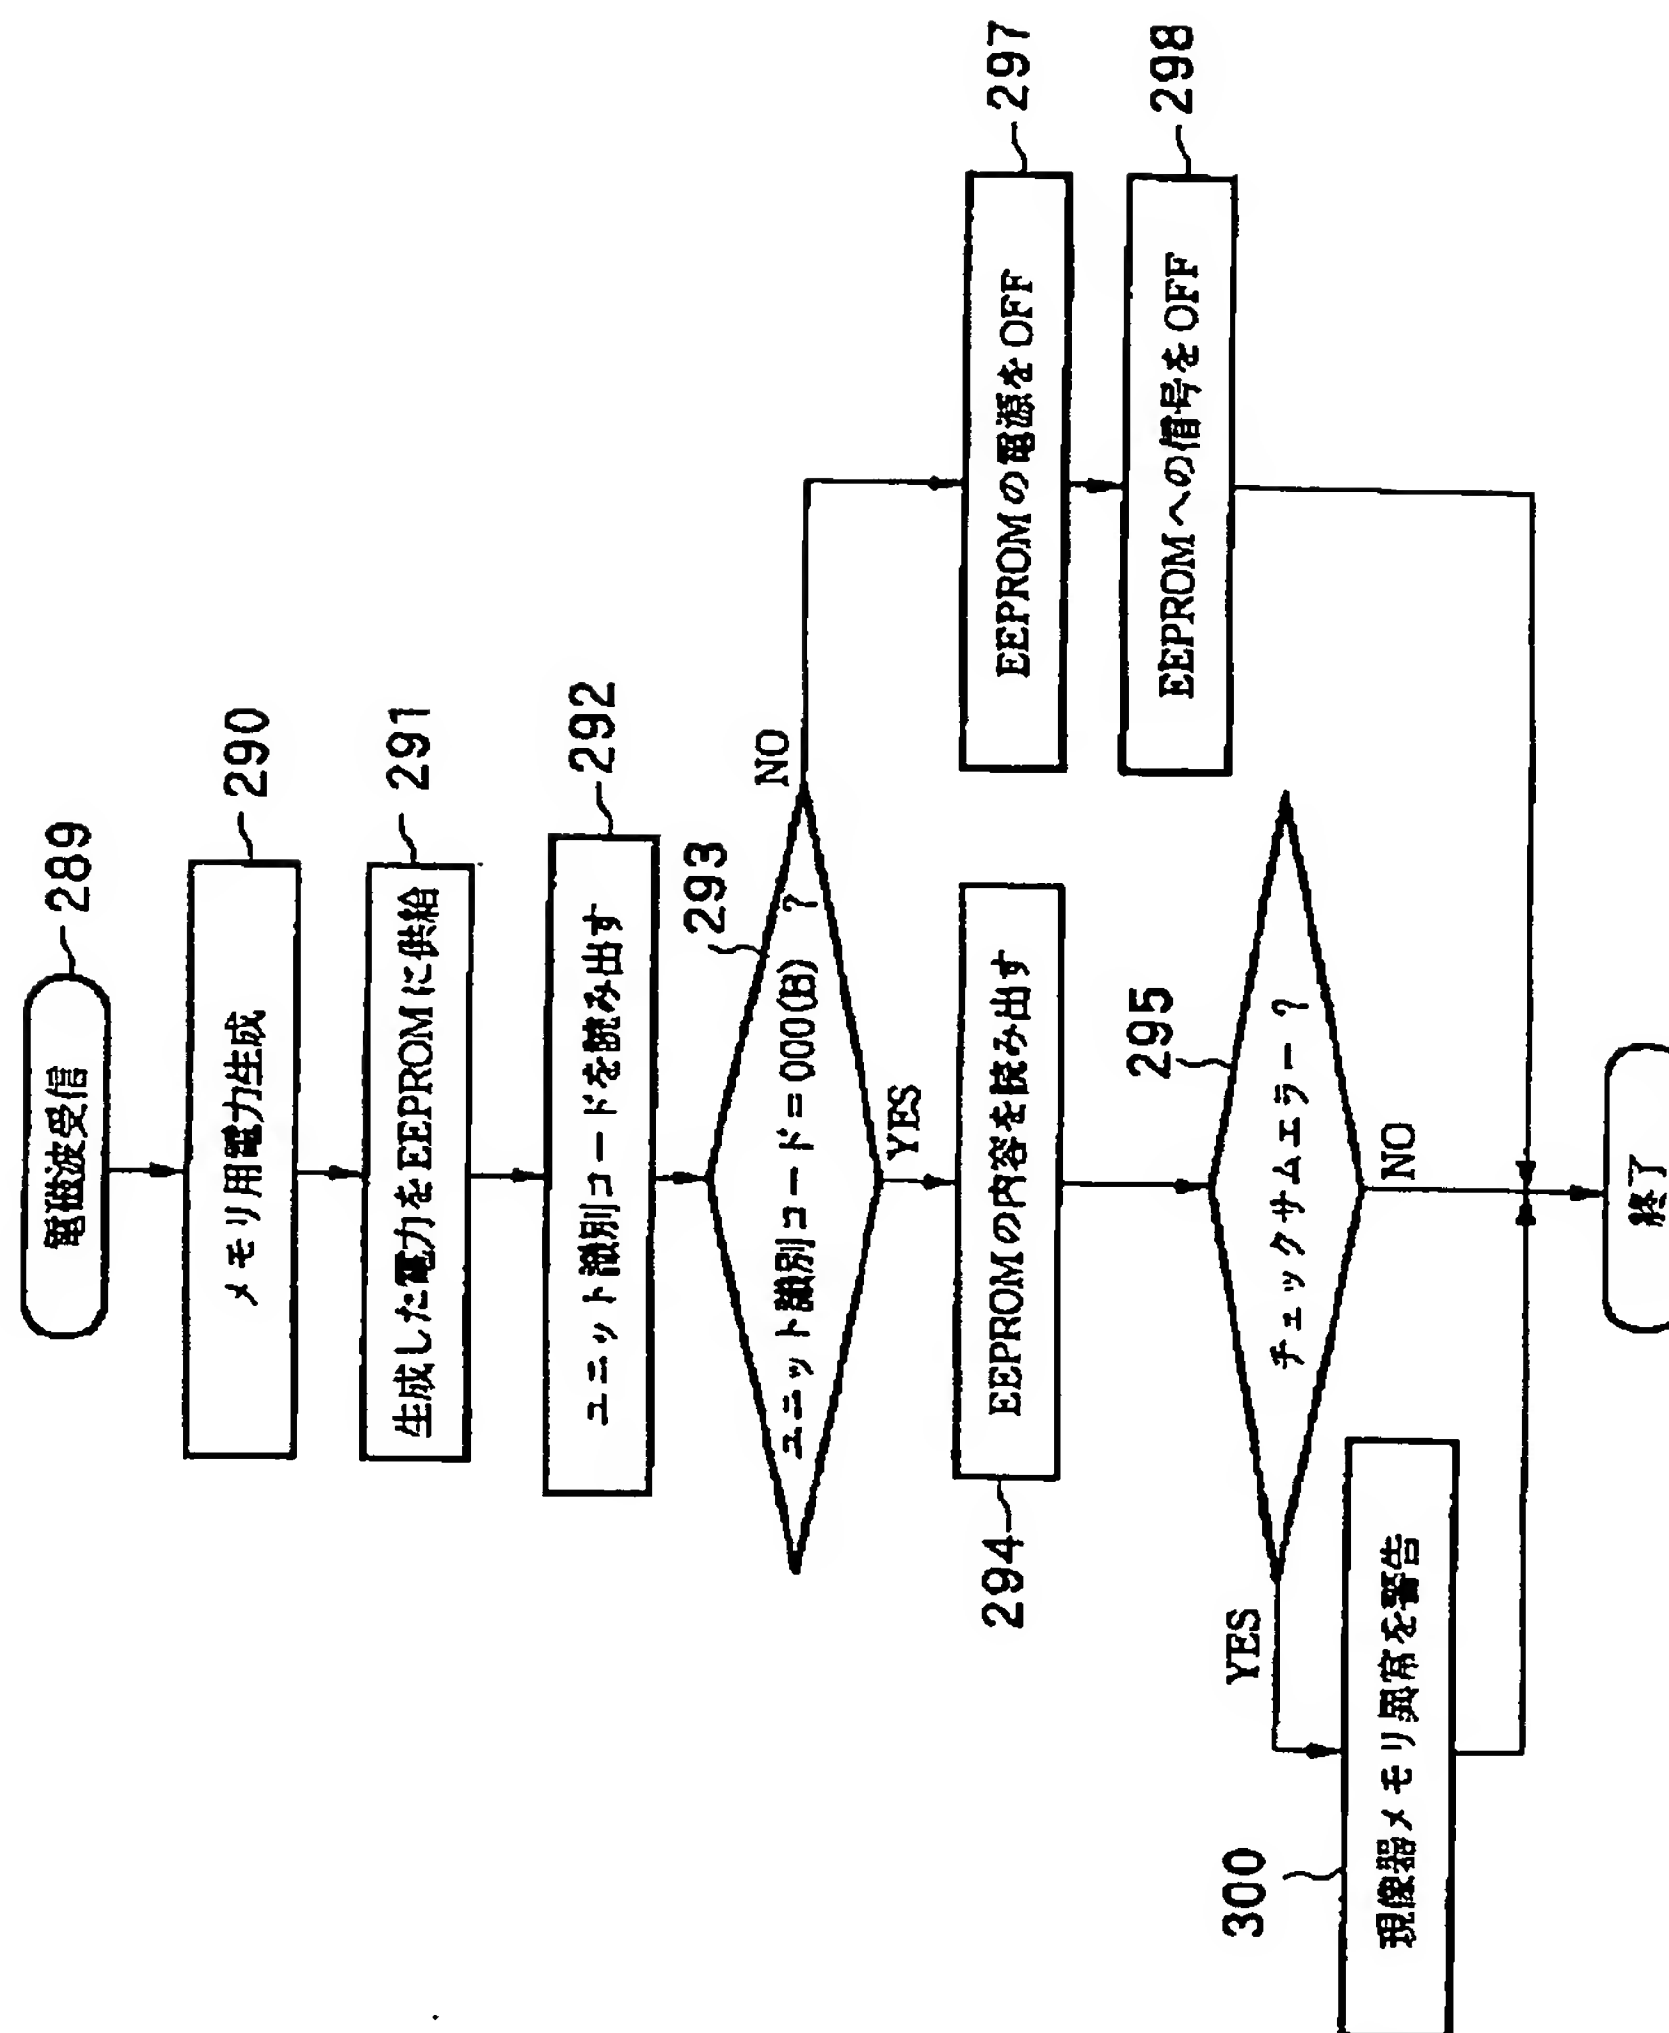 電磁波受信
289
メモリ用電力生成
290
生成した電力をEEPROMに供給
291
ユニット識別コードを読み出す
292
ユニット識別コード=000(B) ?
293
NO
YES
EEPROMの内容を読み出す
294
EEPROMの電源をOFF
297
EEPROMへの信号をOFF
298
チェックサムエラー ?
295
YES
NO
現像器メモリ異常を警告
300
終了